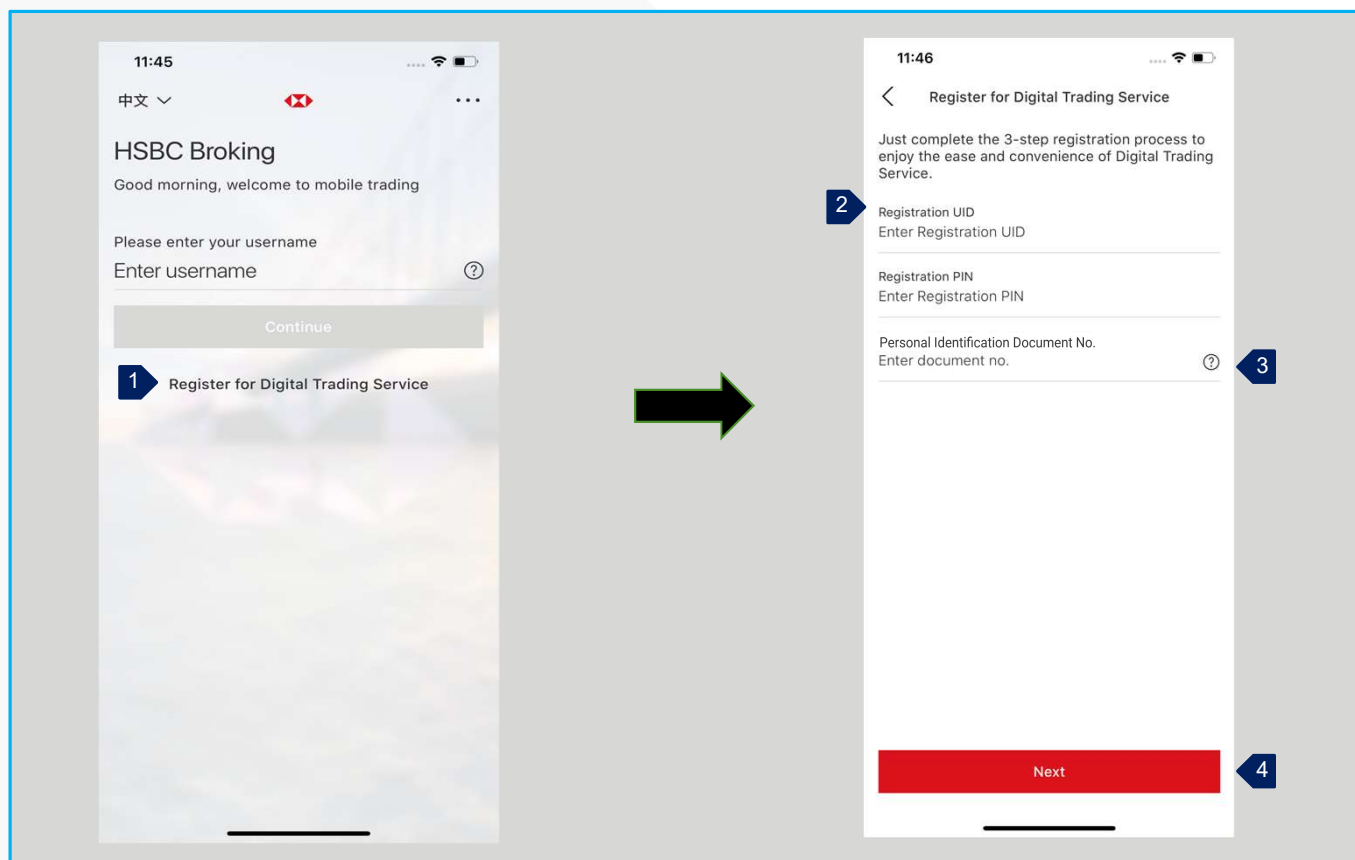 11:45
中文
HSBC Broking
Good morning, welcome to mobile trading
Please enter your username
Enter username
?
Continue
1
Register for Digital Trading Service
11:46
Register for Digital Trading Service
Just complete the 3-step registration process to
enjoy the ease and convenience of Digital Trading
Service.
2
Registration UID
Enter Registration UID
Registration PIN
Enter Registration PIN
Personal Identification Document No.
Enter document no.
?
3
Next
4